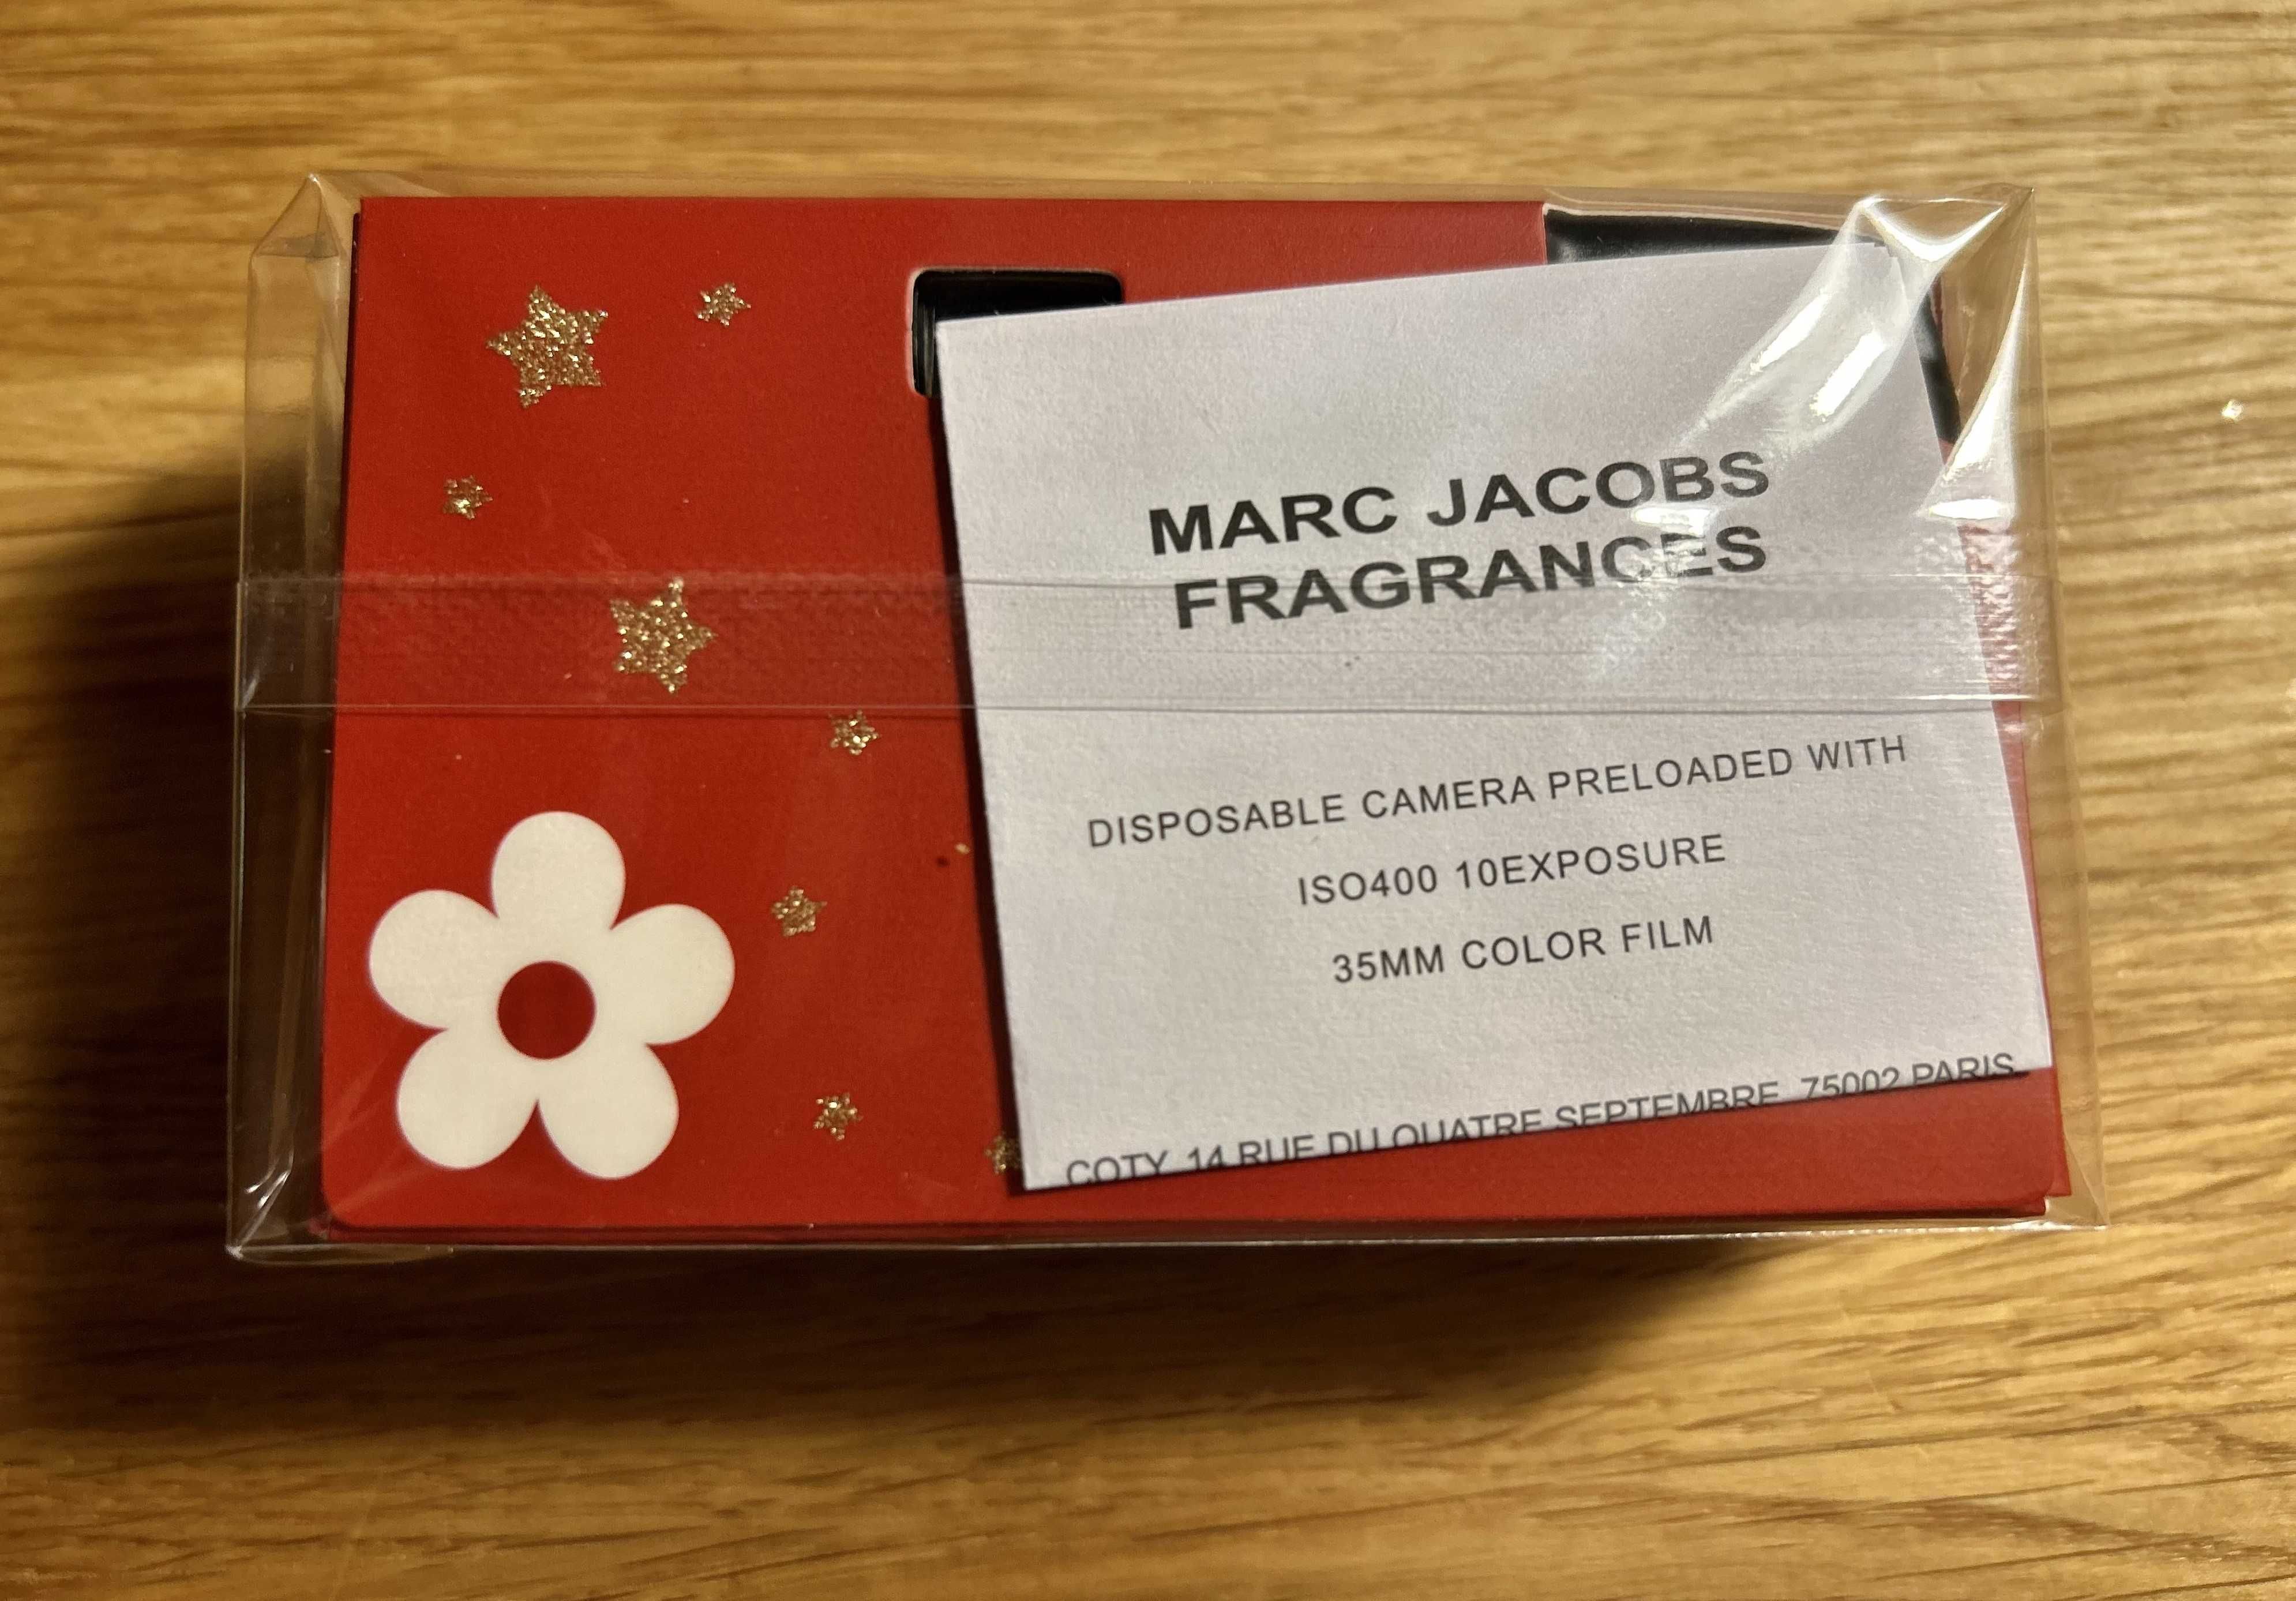 MARC JACOBS
FRAGRANCES
DISPOSABLE CAMERA PRELOADED WITH
ISO400 10EXPOSURE
35MM COLOR FILM
COTY, 14 RUE DU QUATRE SEPTEMBRE, 75002 PARIS,